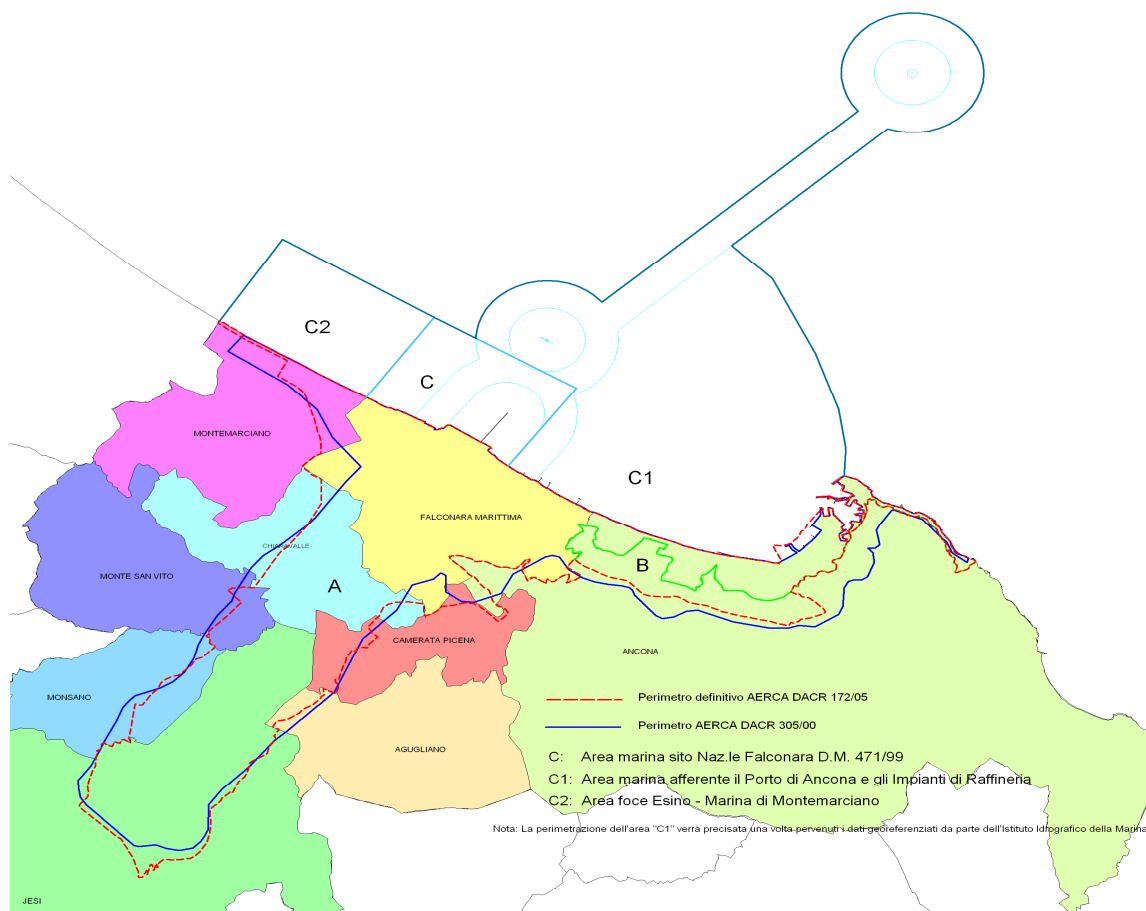 C2
C
C1
MONTEMARCIANO
FALCONARA MARITTIMA
CHIARAVALLE
B
MONTE SAN VITO
A
CAMERATA PICENA
ANCONA
MONSANO
Perimetro definitivo AERCA DACR 172/05
Perimetro AERCA DACR 305/00
AGUGLIANO
C: Area marina sito Naz.le Falconara D.M. 471/99
C1: Area marina afferente il Porto di Ancona e gli Impianti di Raffineria
C2: Area foce Esino - Marina di Montemarciano
Nota: La perimetrazione dell'area "C1" verrà precisata una volta pervenuti i dati georeferenziati da parte dell'Istituto Idrografico della Marina
JESI